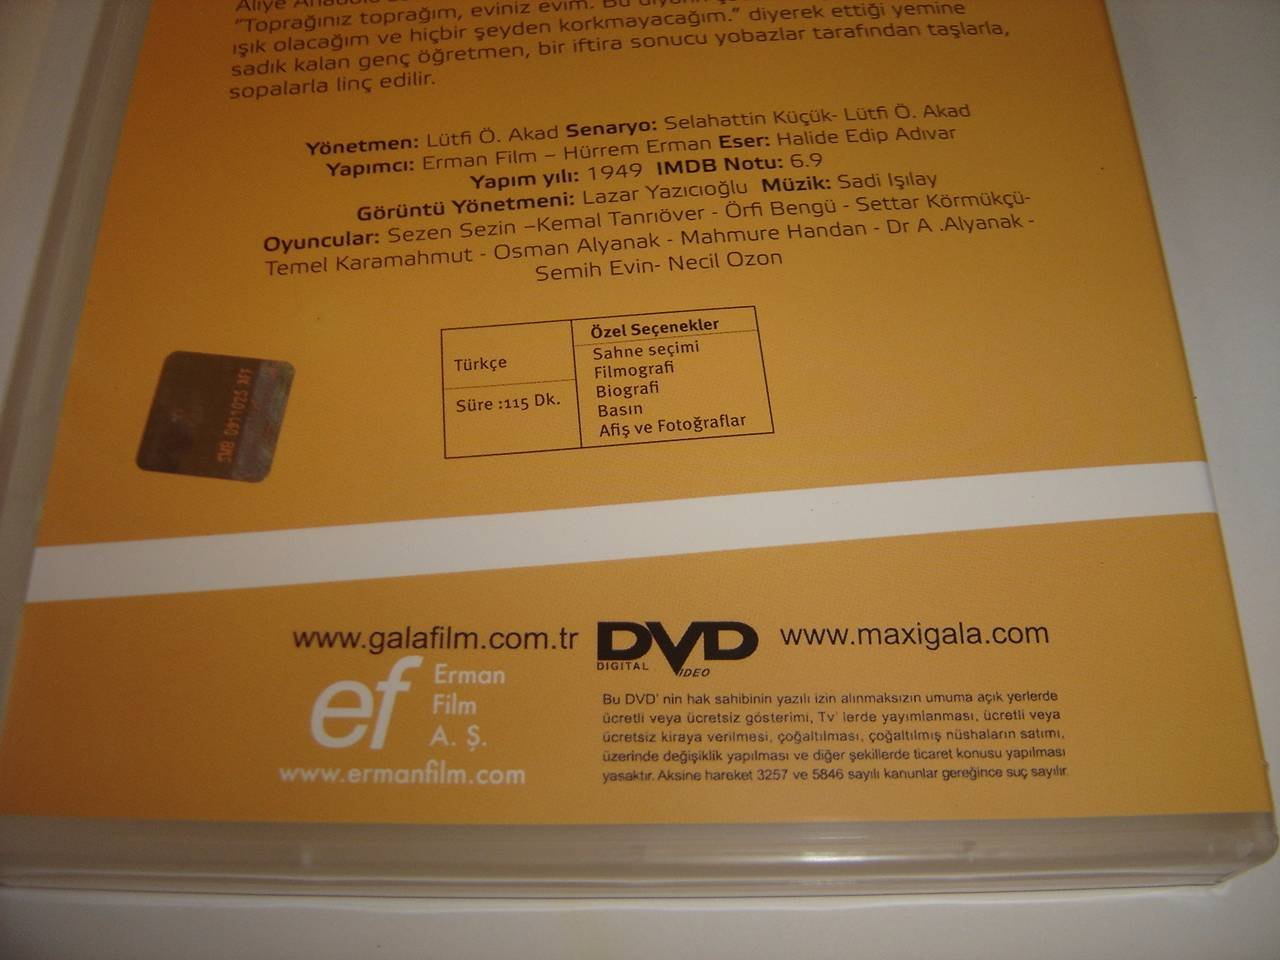 "Toprağınız toprağım, eviniz evim. Bu
ışık olacağım ve hiçbir şeyden korkmayacağım." diyerek ettiği yemine
sadık kalan genç öğretmen, bir iftira sonucu yobazlar tarafından taşlarla,
sopalarla linç edilir.
Yönetmen: Lütfi Ö. Akad Senaryo: Selahattin Küçük- Lütfi Ö. Akad
Yapımcı: Erman Film – Hürrem Erman Eser: Halide Edip Adıvar
Yapım yılı: 1949 IMDB Notu: 6.9
Görüntü Yönetmeni: Lazar Yazıcıoğlu Müzik: Sadi Işılay
Oyuncular: Sezen Sezin –Kemal Tanrıöver - Örfi Bengü - Settar Körmükçü-
Temel Karamahmut - Osman Alyanak - Mahmure Handan - Dr A .Alyanak -
Semih Evin- Necil Ozon
Türkçe
Süre :115 Dk.
Özel Seçenekler
Sahne seçimi
Filmografi
Biografi
Basın
Afiş ve Fotoğraflar
SMB 0911025 AFT
www.galafilm.com.tr
DVD
DIGITAL VIDEO
www.maxigala.com
ef
Erman
Film
A. Ş.
www.ermanfilm.com
Bu DVD' nin hak sahibinin yazılı izin alınmaksızın umuma açık yerlerde
ücretli veya ücretsiz gösterimi, Tv' lerde yayımlanması, ücretli veya
ücretsiz kiraya verilmesi, çoğaltılması, çoğaltılmış nüshaların satımı,
üzerinde değişiklik yapılması ve diğer şekillerde ticaret konusu yapılması
yasaktır. Aksine hareket 3257 ve 5846 sayılı kanunlar gereğince suç sayılır.